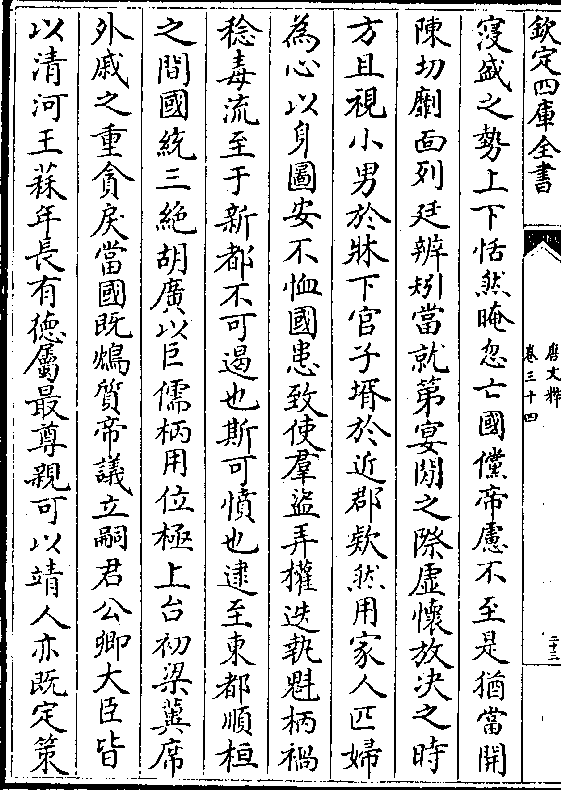 欽定四庫全書
唐文粹
卷三十四
二十三
寖盛之勢上下恬然晻忽亡國儻帝慮不至是猶當開
陳切劘面列廷辨矧當就第宴閒之際虛懷放決之時
方且視小男於牀下官子壻於近郡欵然用家人匹婦
為心以身圖安不恤國患致使羣盜弄權迭執魁柄禍
稔毒流至于新都不可遏也斯可憤也逮至東都順桓
之間國統三絶胡廣以巨儒柄用位極上台初梁兾席
外戚之重貪戾當國既鴆質帝議立嗣君公卿大臣皆
以清河王蒜年長有德屬最尊親可以靖人亦既定策